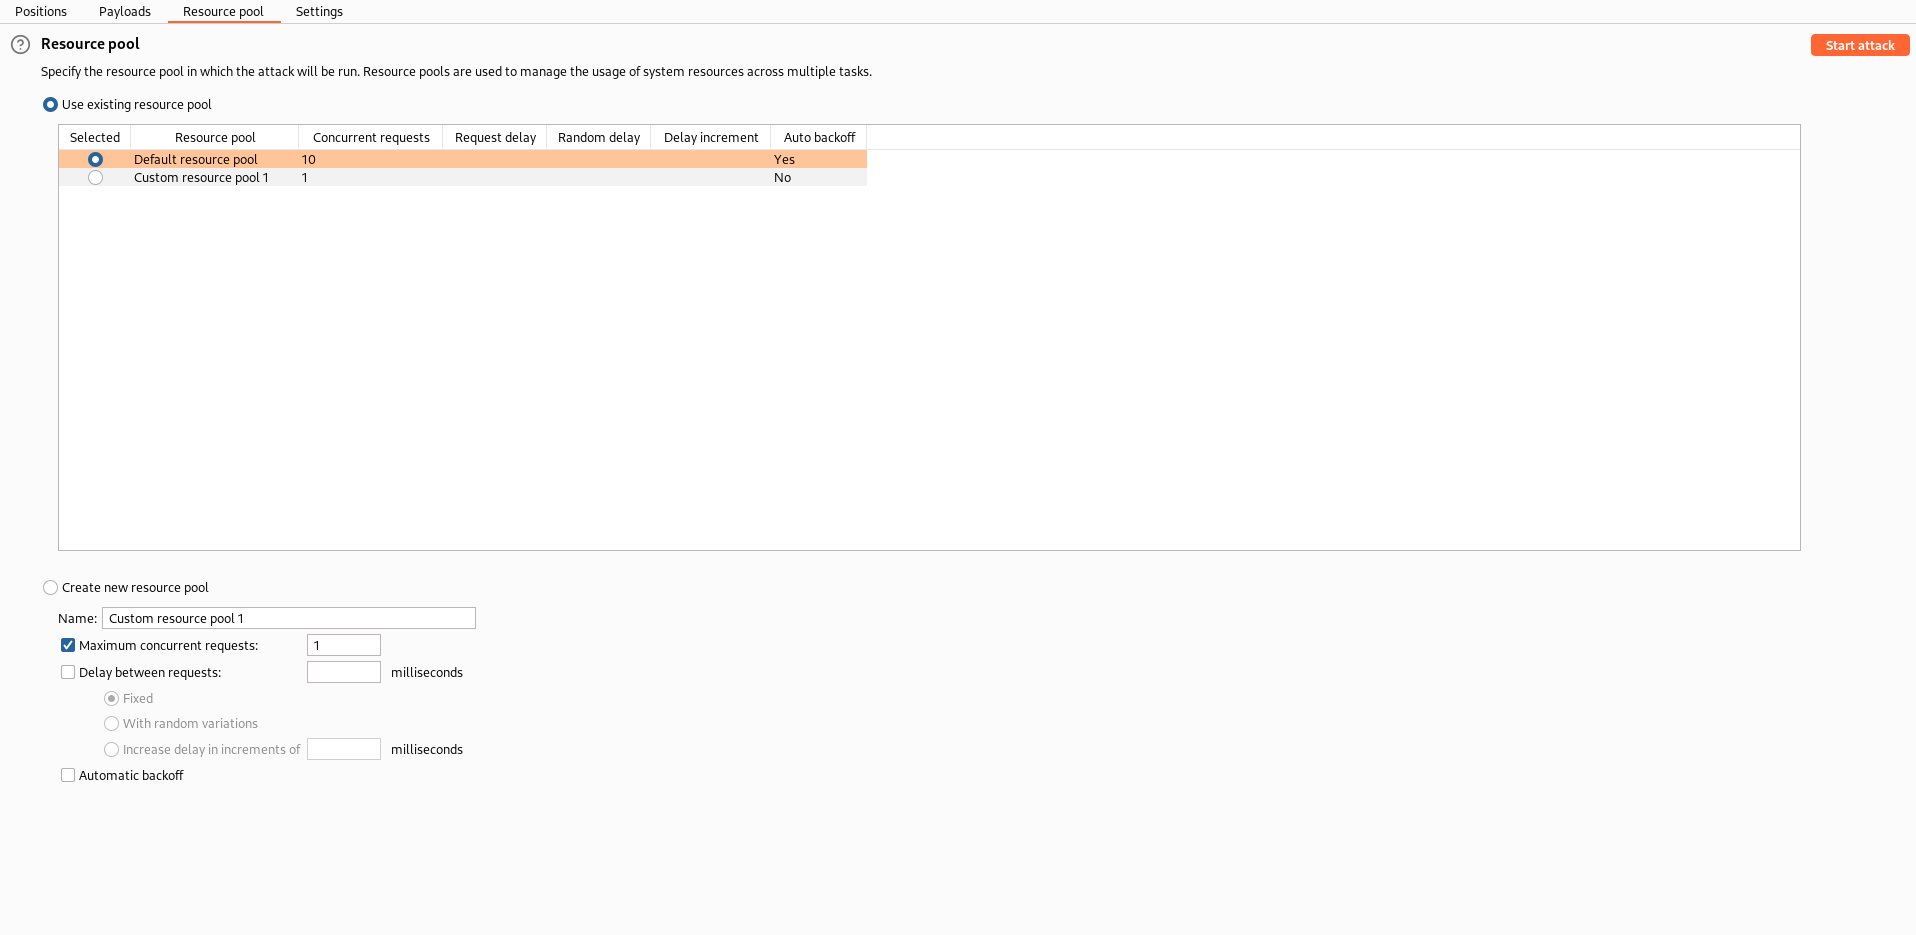 Positions Payloads Resource pool Settings
Resource pool
Start attack
Specify the resource pool in which the attack will be run. Resource pools are used to manage the usage of system resources across multiple tasks.
Use existing resource pool
Selected Resource pool Concurrent requests Request delay Random delay Delay increment Auto backoff
Default resource pool 10 Yes
Custom resource pool 1 1 No
Create new resource pool
Name: Custom resource pool 1
Maximum concurrent requests: 1
Delay between requests: milliseconds
Fixed
With random variations
Increase delay in increments of milliseconds
Automatic backoff